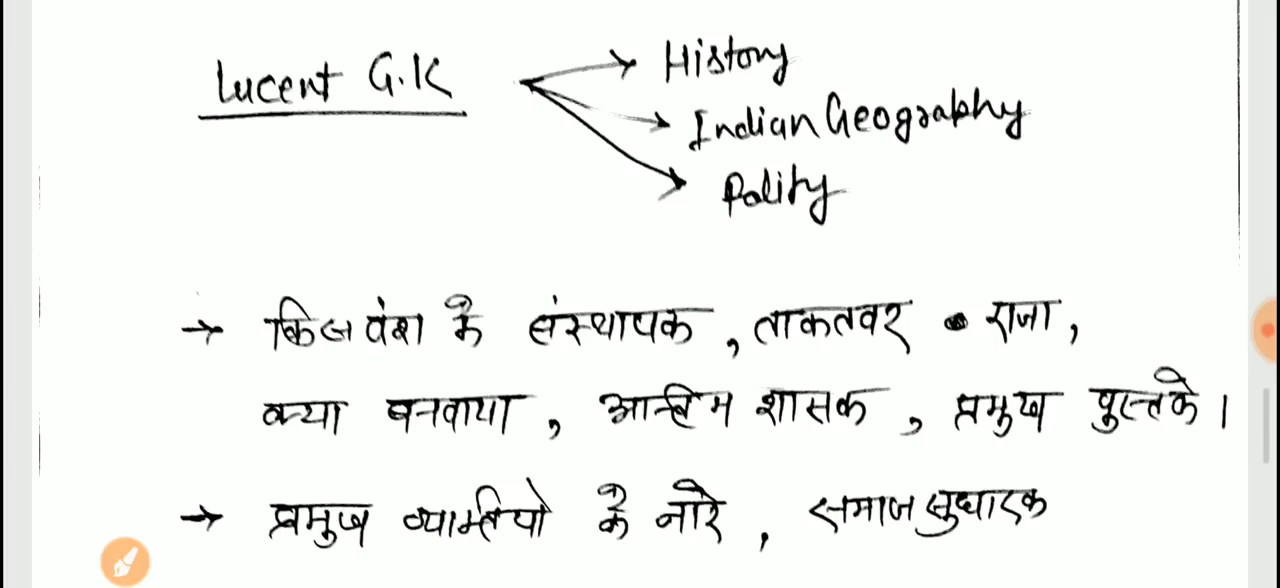 Lucent G.K
History
Indian Geography
Polity
→ किस वंश के संस्थापक, ताकतवर राजा,
क्या बनवाया, अन्तिम शासक, प्रमुख पुस्तके।
→ प्रमुख व्यक्तियो के नारे, समाज सुधारक